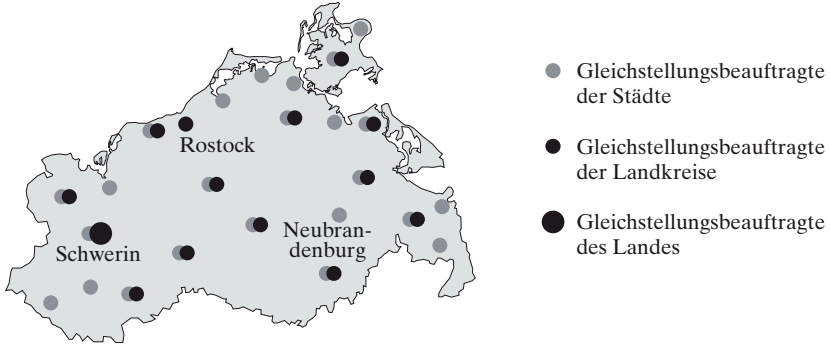 Rostock
Schwerin
Neubran-
denburg
Gleichstellungsbeauftragte
der Städte
Gleichstellungsbeauftragte
der Landkreise
Gleichstellungsbeauftragte
des Landes